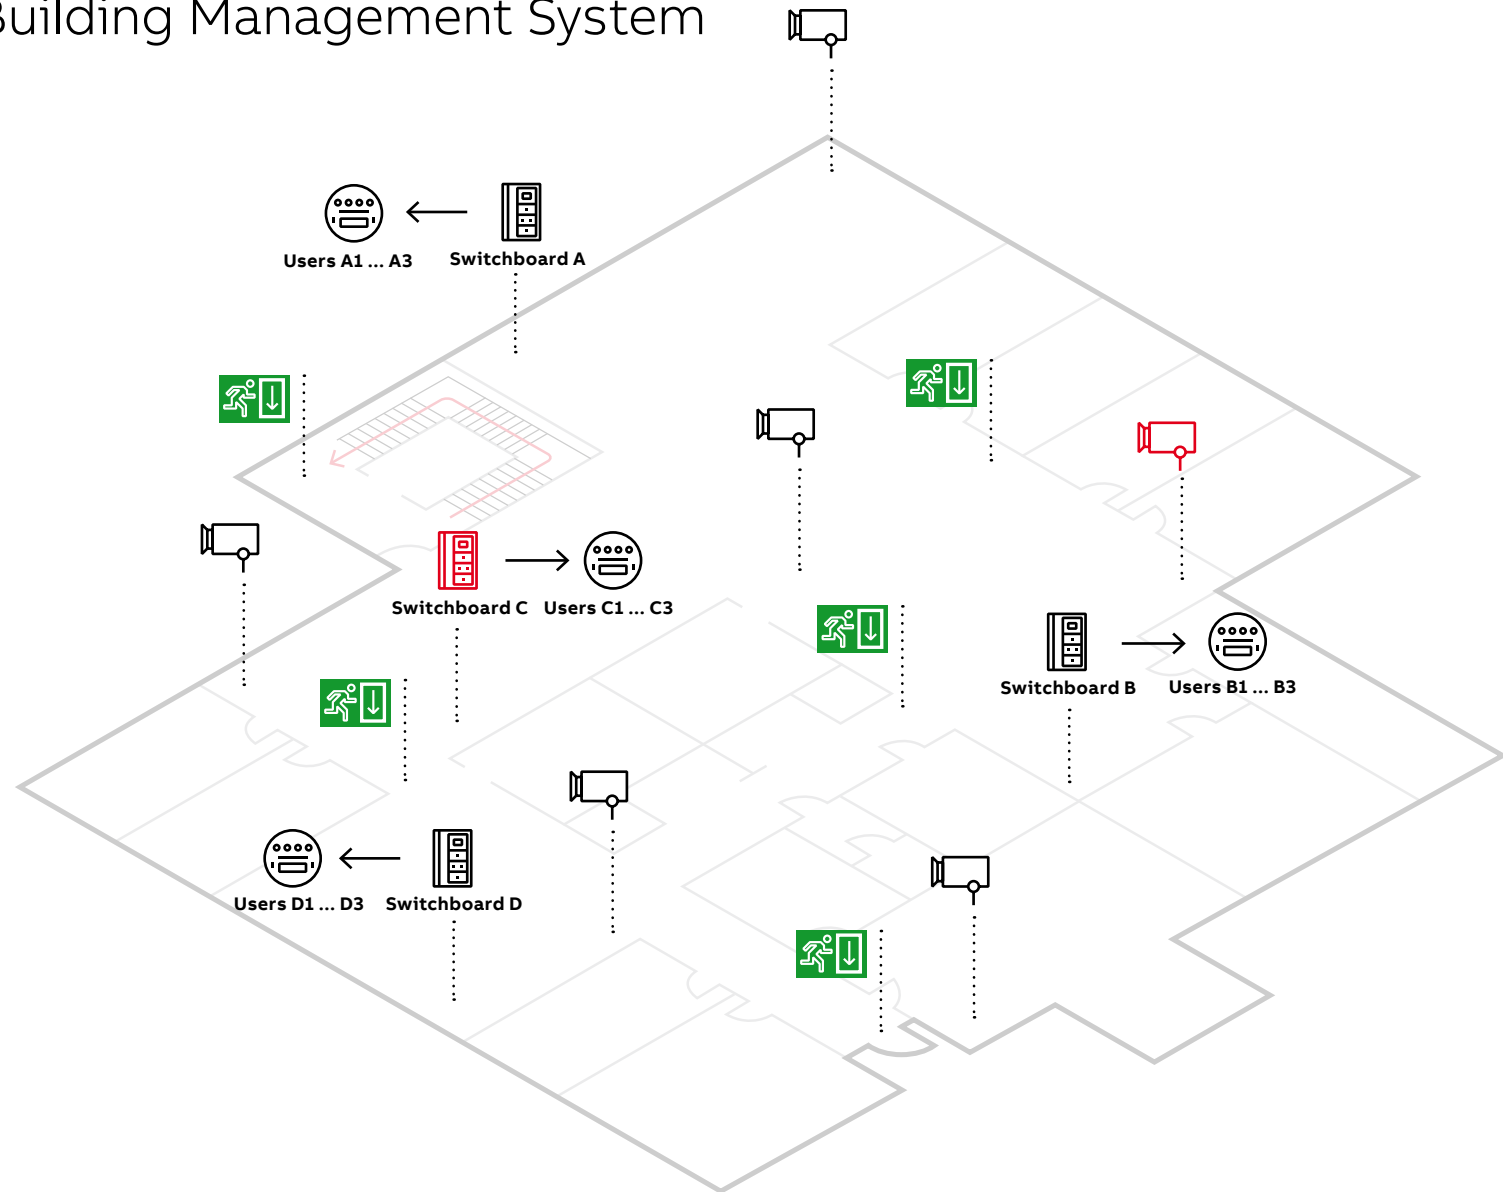 Building Management System
Users A1 ... A3
Switchboard A
Switchboard C
Users C1 ... C3
Switchboard B
Users B1 ... B3
Users D1 ... D3
Switchboard D